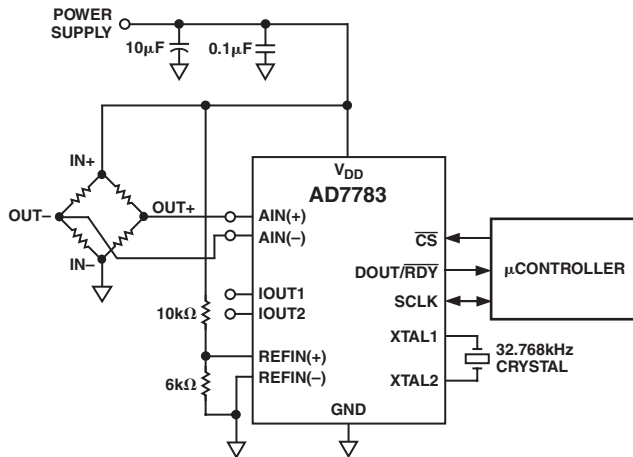 POWER
SUPPLY
10µF
0.1µF
IN+
OUT–
OUT+
IN–
VDD
AD7783
AIN(+)
AIN(–)
IOUT1
IOUT2
10kΩ
REFIN(+)
REFIN(–)
6kΩ
GND
CS
DOUT/RDY
SCLK
XTAL1
XTAL2
µCONTROLLER
32.768kHz
CRYSTAL